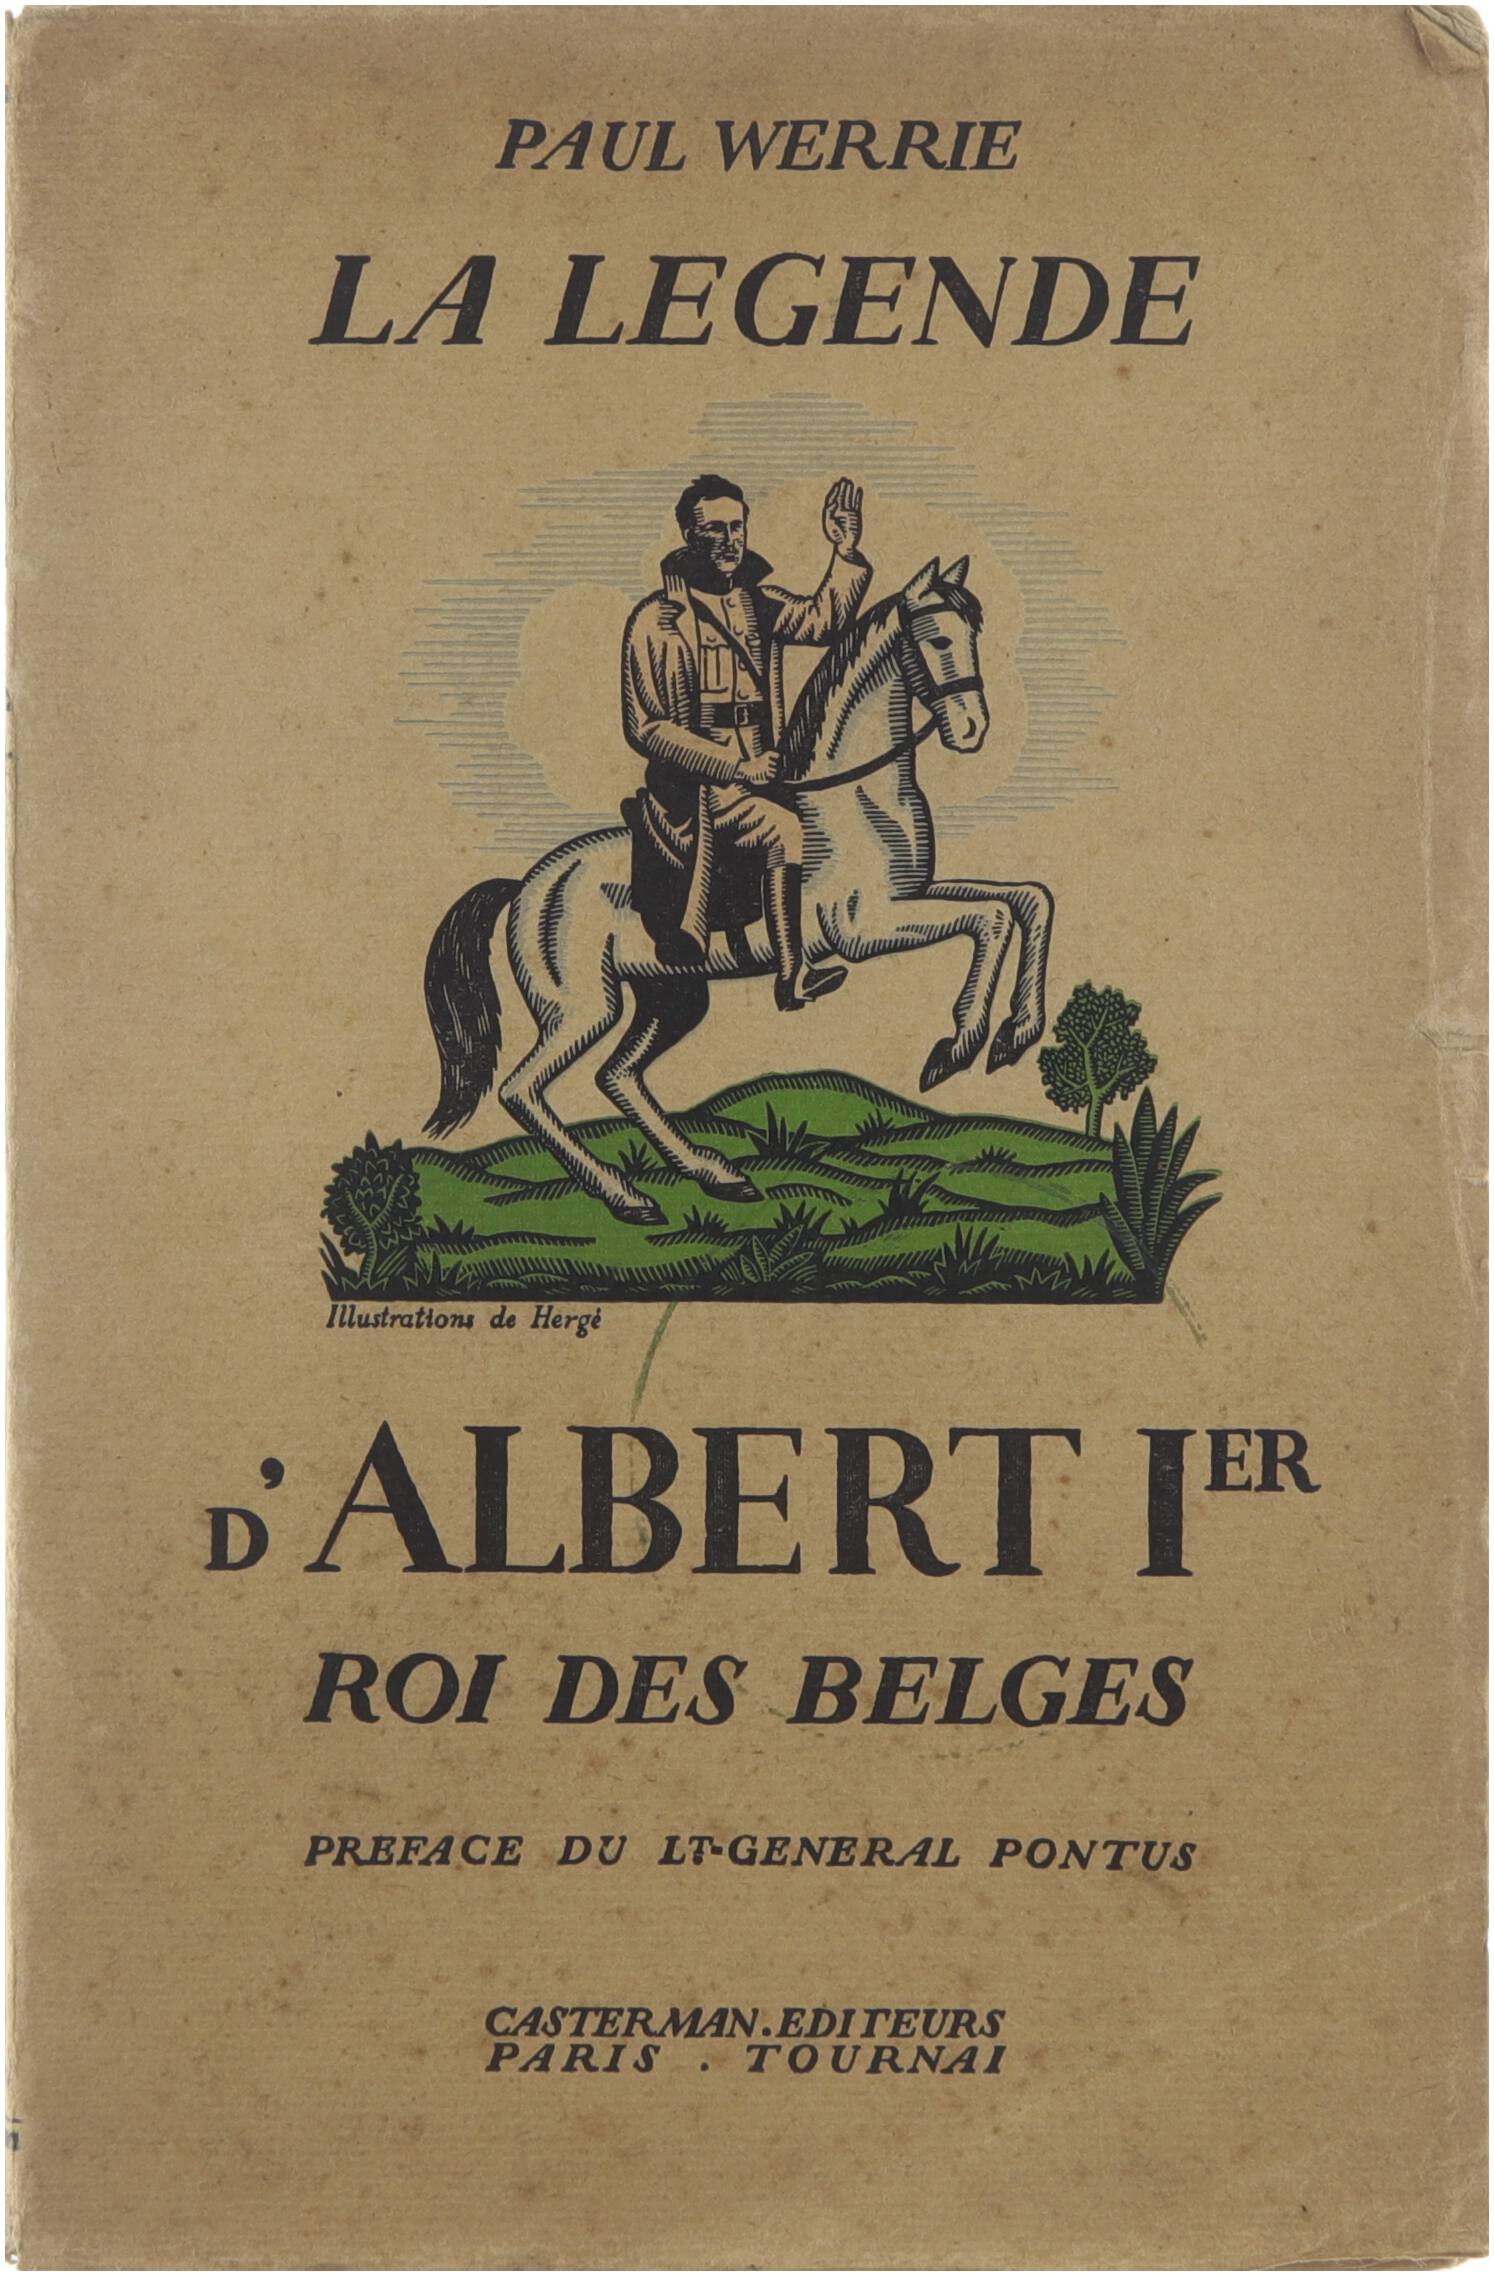 PAUL WERRIE
LA LEGENDE
Illustrations de Hergé
D'ALBERT IER
ROI DES BELGES
PREFACE DU LT-GENERAL PONTUS
CASTERMAN.EDITEURS
PARIS . TOURNAI